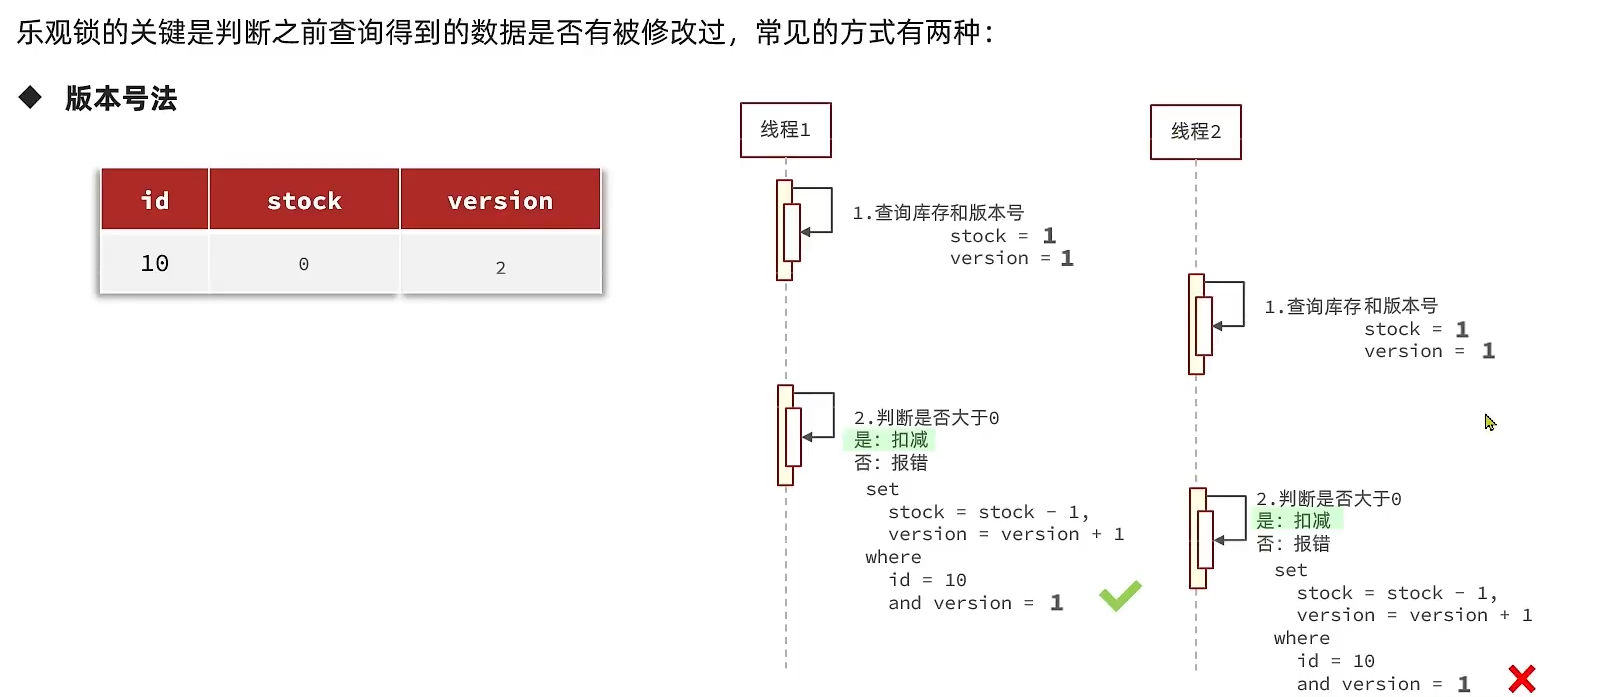 乐观锁的关键是判断之前查询得到的数据是否有被修改过，常见的方式有两种：
◆ 版本号法
id stock version
10 0 2
线程1
1.查询库存和版本号
stock = 1
version = 1
2.判断是否大于0
是：扣减
否：报错
set
stock = stock - 1,
version = version + 1
where
id = 10
and version = 1
线程2
1.查询库存和版本号
stock = 1
version = 1
2.判断是否大于0
是：扣减
否：报错
set
stock = stock - 1,
version = version + 1
where
id = 10
and version = 1